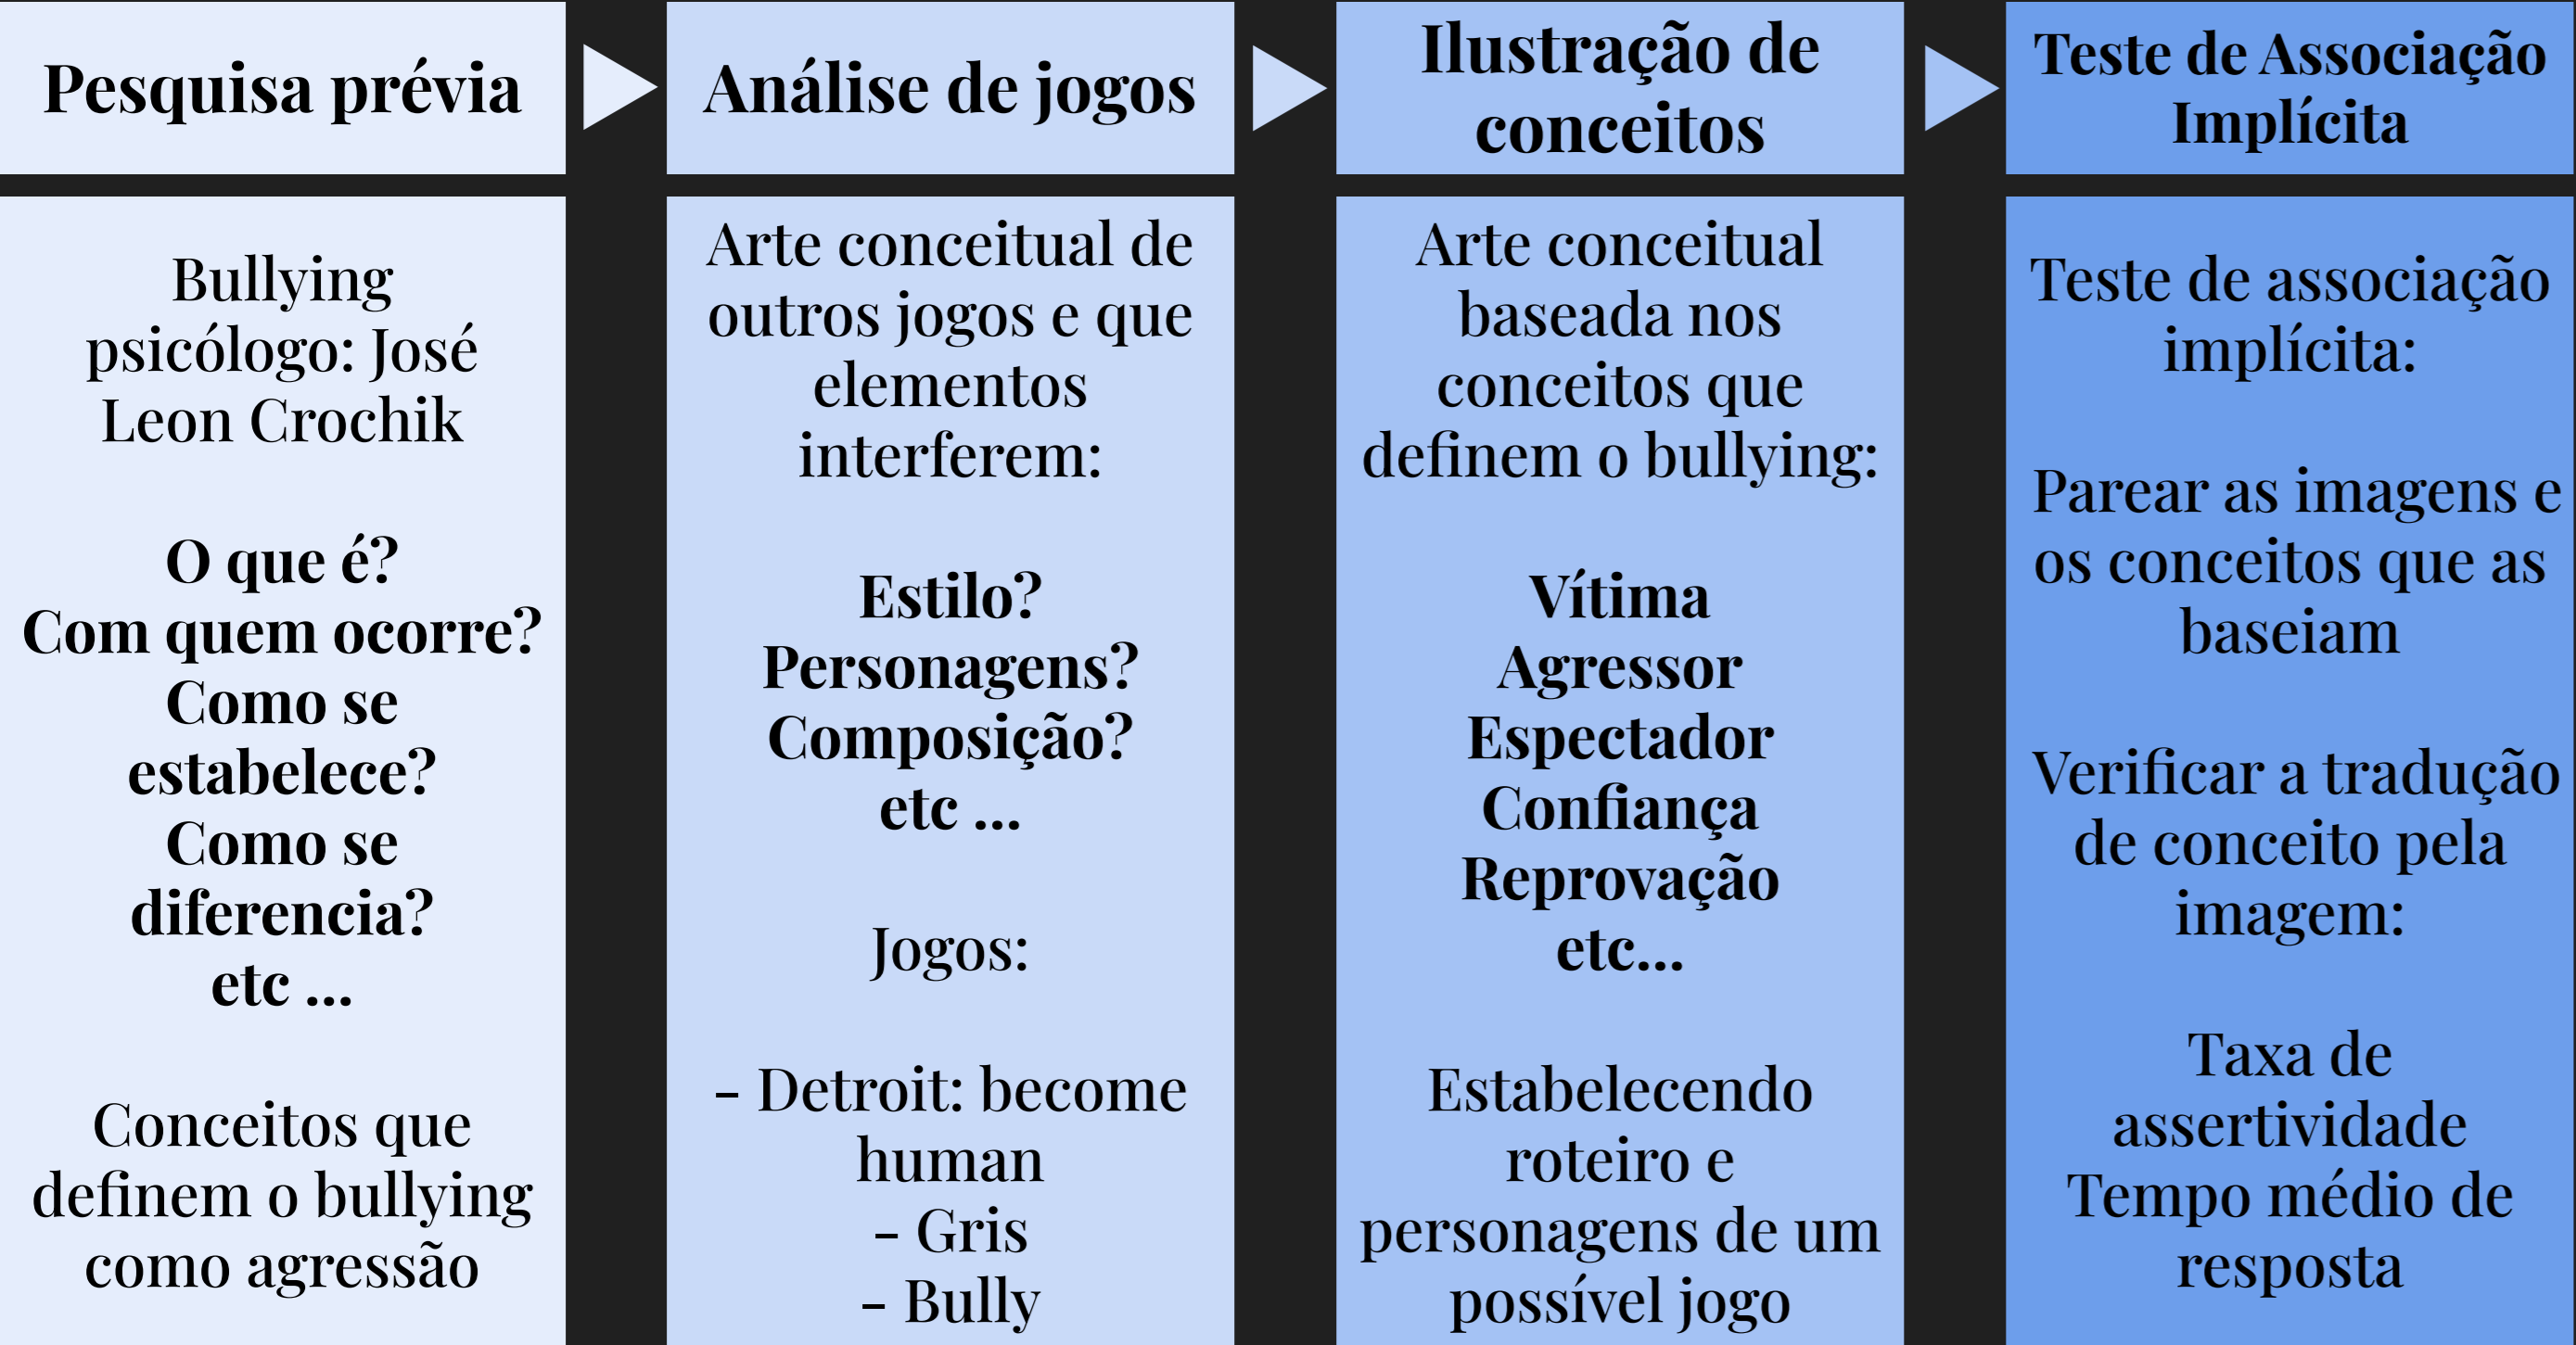 Pesquisa prévia
Bullying
psicólogo: José
Leon Crochik
O que é?
Com quem ocorre?
Como se
estabelece?
Como se
diferencia?
etc ...
Conceitos que
definem o bullying
como agressão
Análise de jogos
Arte conceitual de
outros jogos e que
elementos
interferem:
Estilo?
Personagens?
Composição?
etc ...
Jogos:
- Detroit: become
human
- Gris
- Bully
Ilustração de
conceitos
Arte conceitual
baseada nos
conceitos que
definem o bullying:
Vítima
Agressor
Espectador
Confiança
Reprovação
etc...
Estabelecendo
roteiro e
personagens de um
possível jogo
Teste de Associação
Implícita
Teste de associação
implícita:
Parear as imagens e
os conceitos que as
baseiam
Verificar a tradução
de conceito pela
imagem:
Taxa de
assertividade
Tempo médio de
resposta